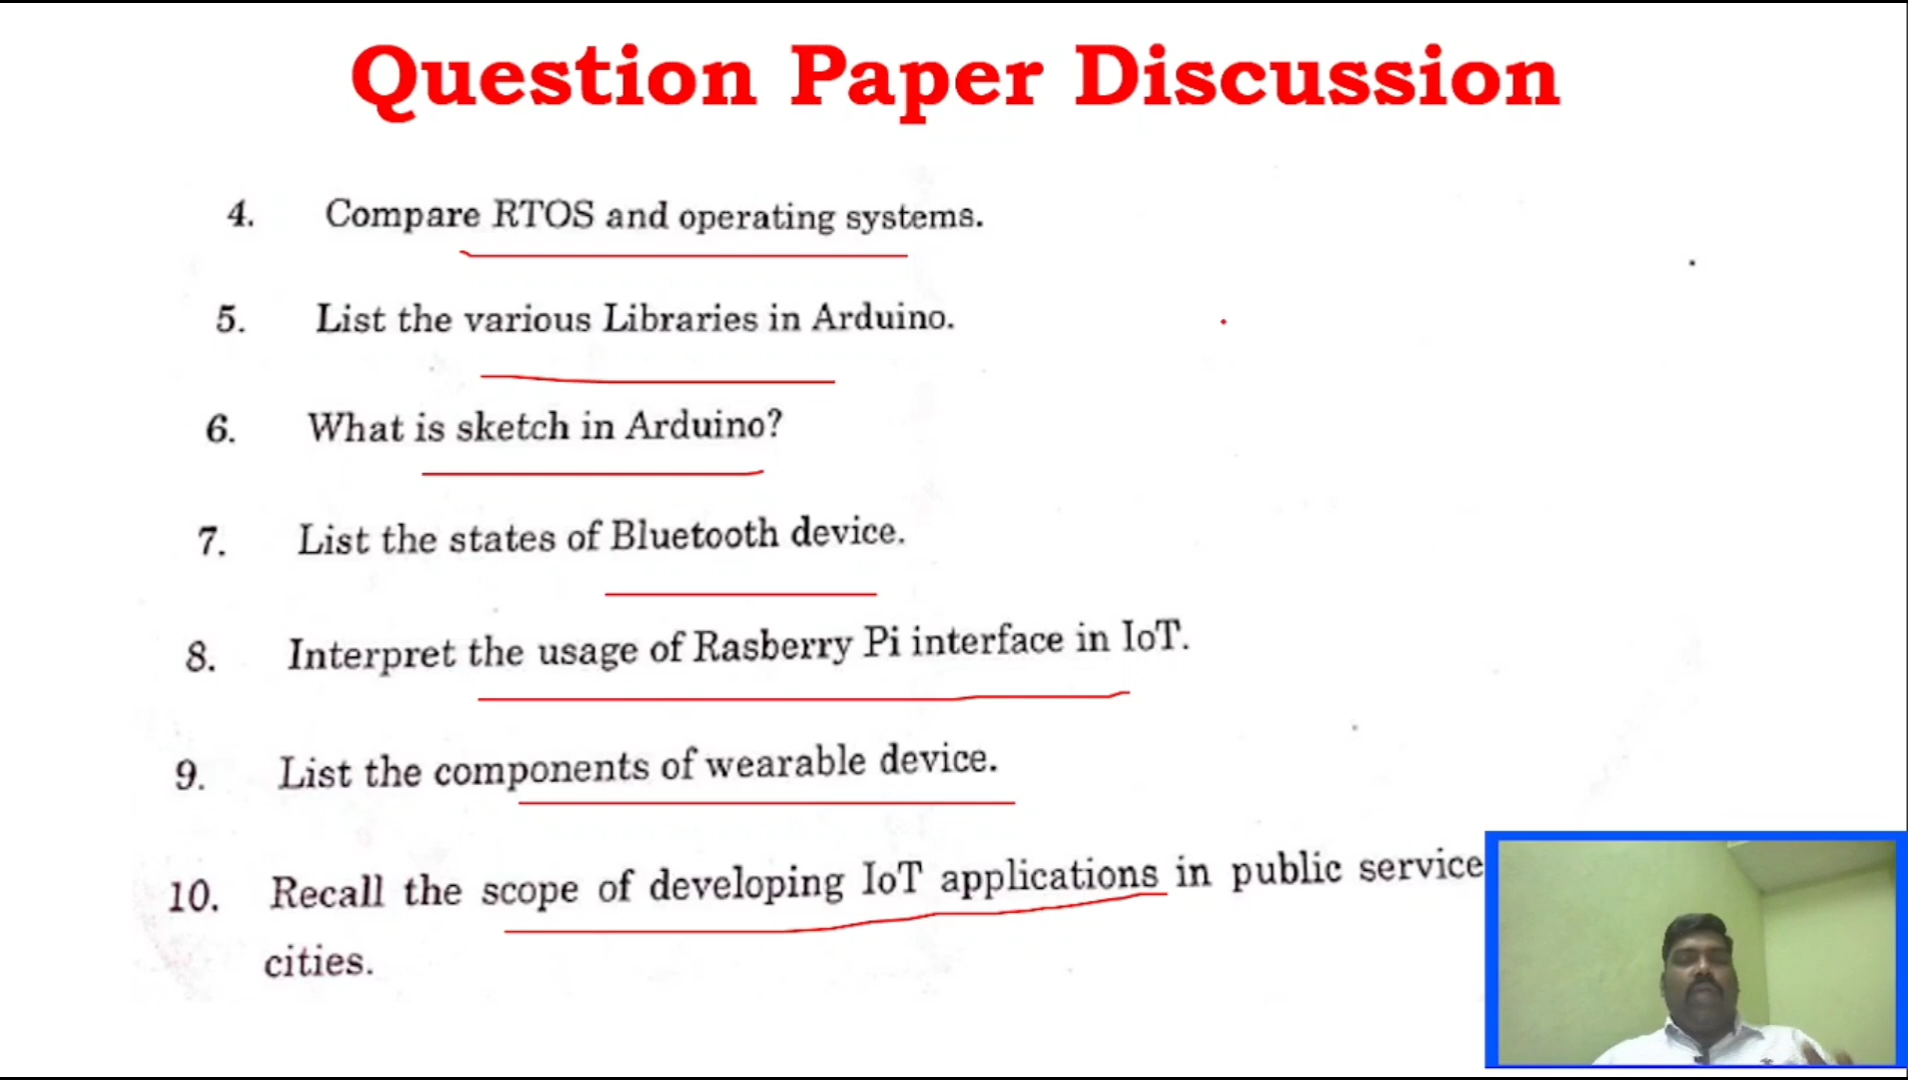 Question Paper Discussion
4. Compare RTOS and operating systems.
5. List the various Libraries in Arduino.
6. What is sketch in Arduino?
7. List the states of Bluetooth device.
8. Interpret the usage of Rasberry Pi interface in IoT.
9. List the components of wearable device.
10. Recall the scope of developing IoT applications in public service
cities.